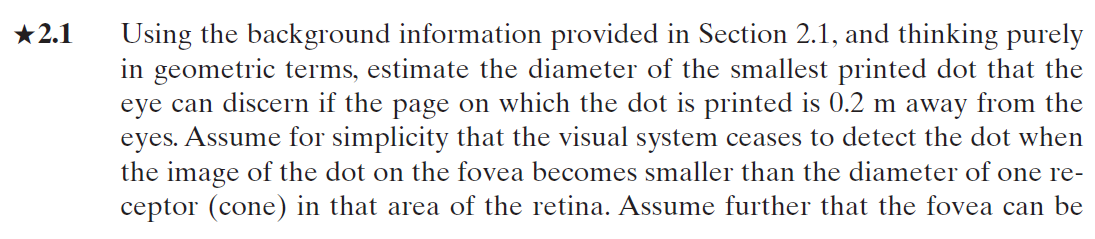 ★2.1 Using the background information provided in Section 2.1, and thinking purely
in geometric terms, estimate the diameter of the smallest printed dot that the
eye can discern if the page on which the dot is printed is 0.2 m away from the
eyes. Assume for simplicity that the visual system ceases to detect the dot when
the image of the dot on the fovea becomes smaller than the diameter of one re-
ceptor (cone) in that area of the retina. Assume further that the fovea can be